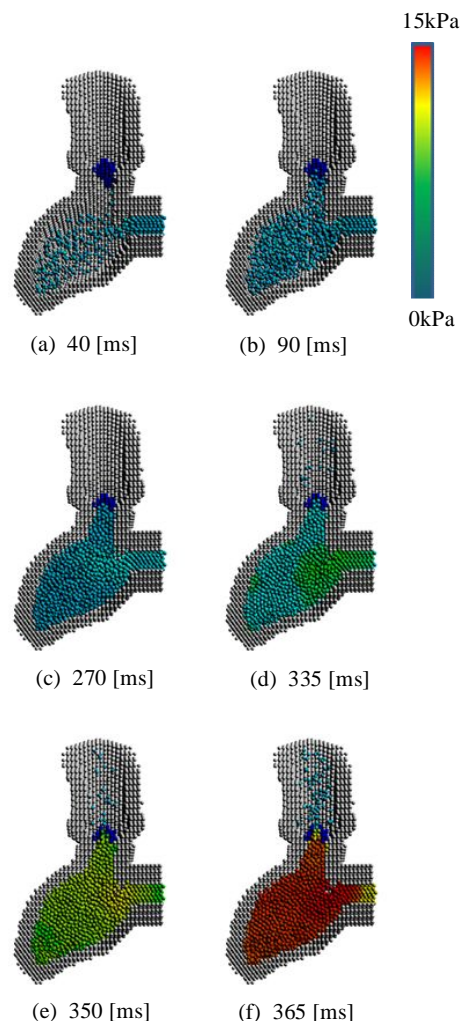 15kPa
0kPa
(a) 40 [ms]
(b) 90 [ms]
(c) 270 [ms]
(d) 335 [ms]
(e) 350 [ms]
(f) 365 [ms]